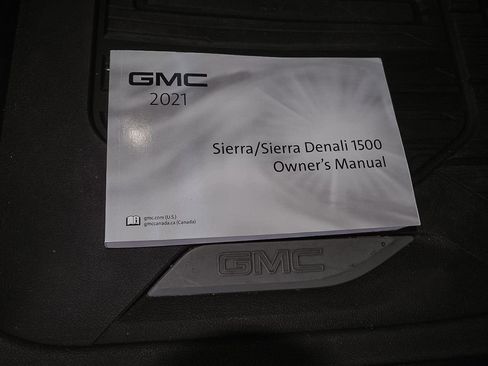 GMC
2021
Sierra/Sierra Denali 1500
Owner's Manual
gmc.com (U.S.)
gmccanada.ca (Canada)
GMC